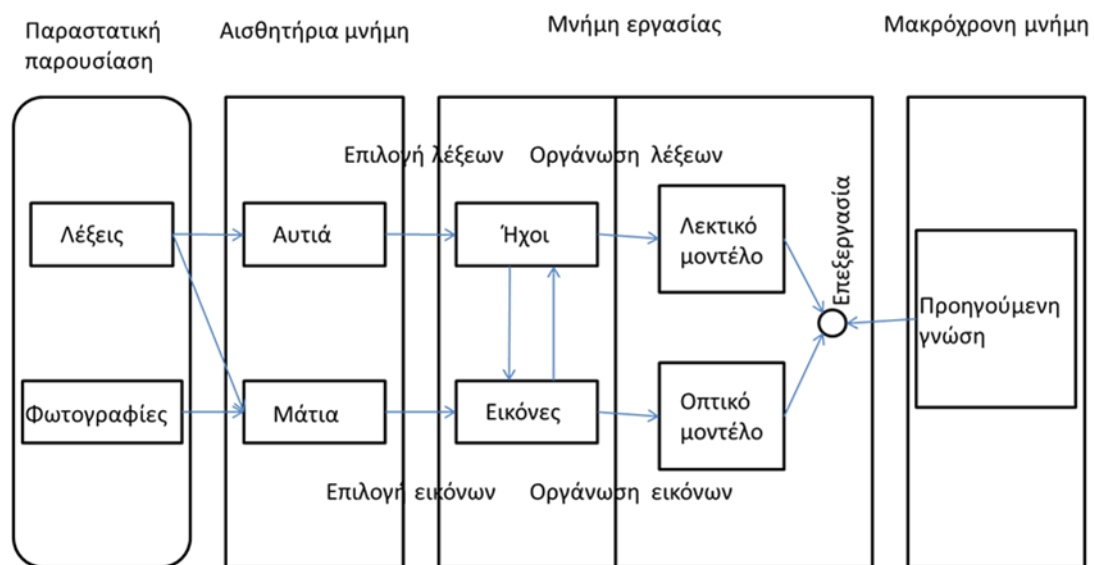 Παραστατική
παρουσίαση
Αισθητήρια μνήμη
Μνήμη εργασίας
Μακρόχρονη μνήμη
Επιλογή λέξεων
Οργάνωση λέξεων
Λέξεις
Αυτιά
Ήχοι
Λεκτικό
μοντέλο
Επεξεργασία
Προηγούμενη
γνώση
Φωτογραφίες
Μάτια
Εικόνες
Οπτικό
μοντέλο
Επιλογή εικόνων
Οργάνωση εικόνων